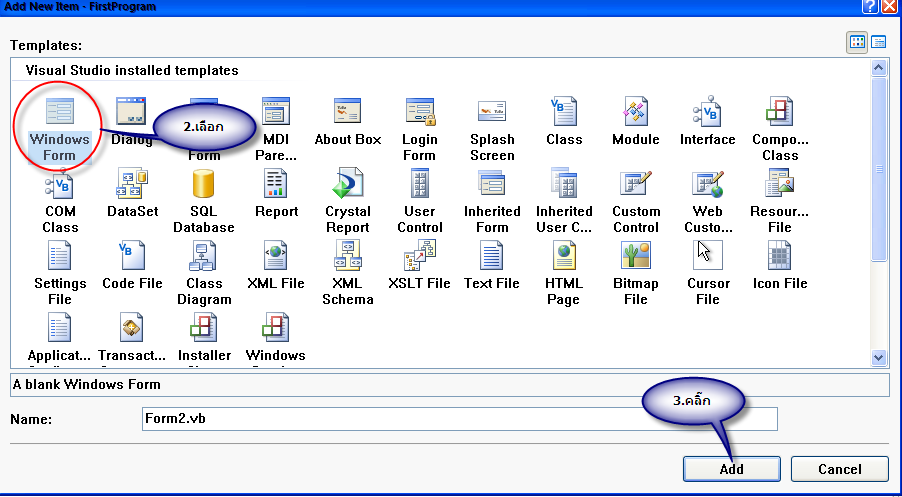 Add New Item - FirstProgram
Templates:
Visual Studio installed templates
Windows Form
Dialog
2.เลือก
Form
MDI Pare...
About Box
Login Form
Splash Screen
Class
Module
Interface
Compo... Class
COM Class
DataSet
SQL Database
Report
Crystal Report
User Control
Inherited Form
Inherited User C...
Custom Control
Web Custo...
Resour... File
Settings File
Code File
Class Diagram
XML File
XML Schema
XSLT File
Text File
HTML Page
Bitmap File
Cursor File
Icon File
Applicat...
Transact...
Installer
Windows
A blank Windows Form
3.คลิ๊ก
Name:
Form2.vb
Add
Cancel